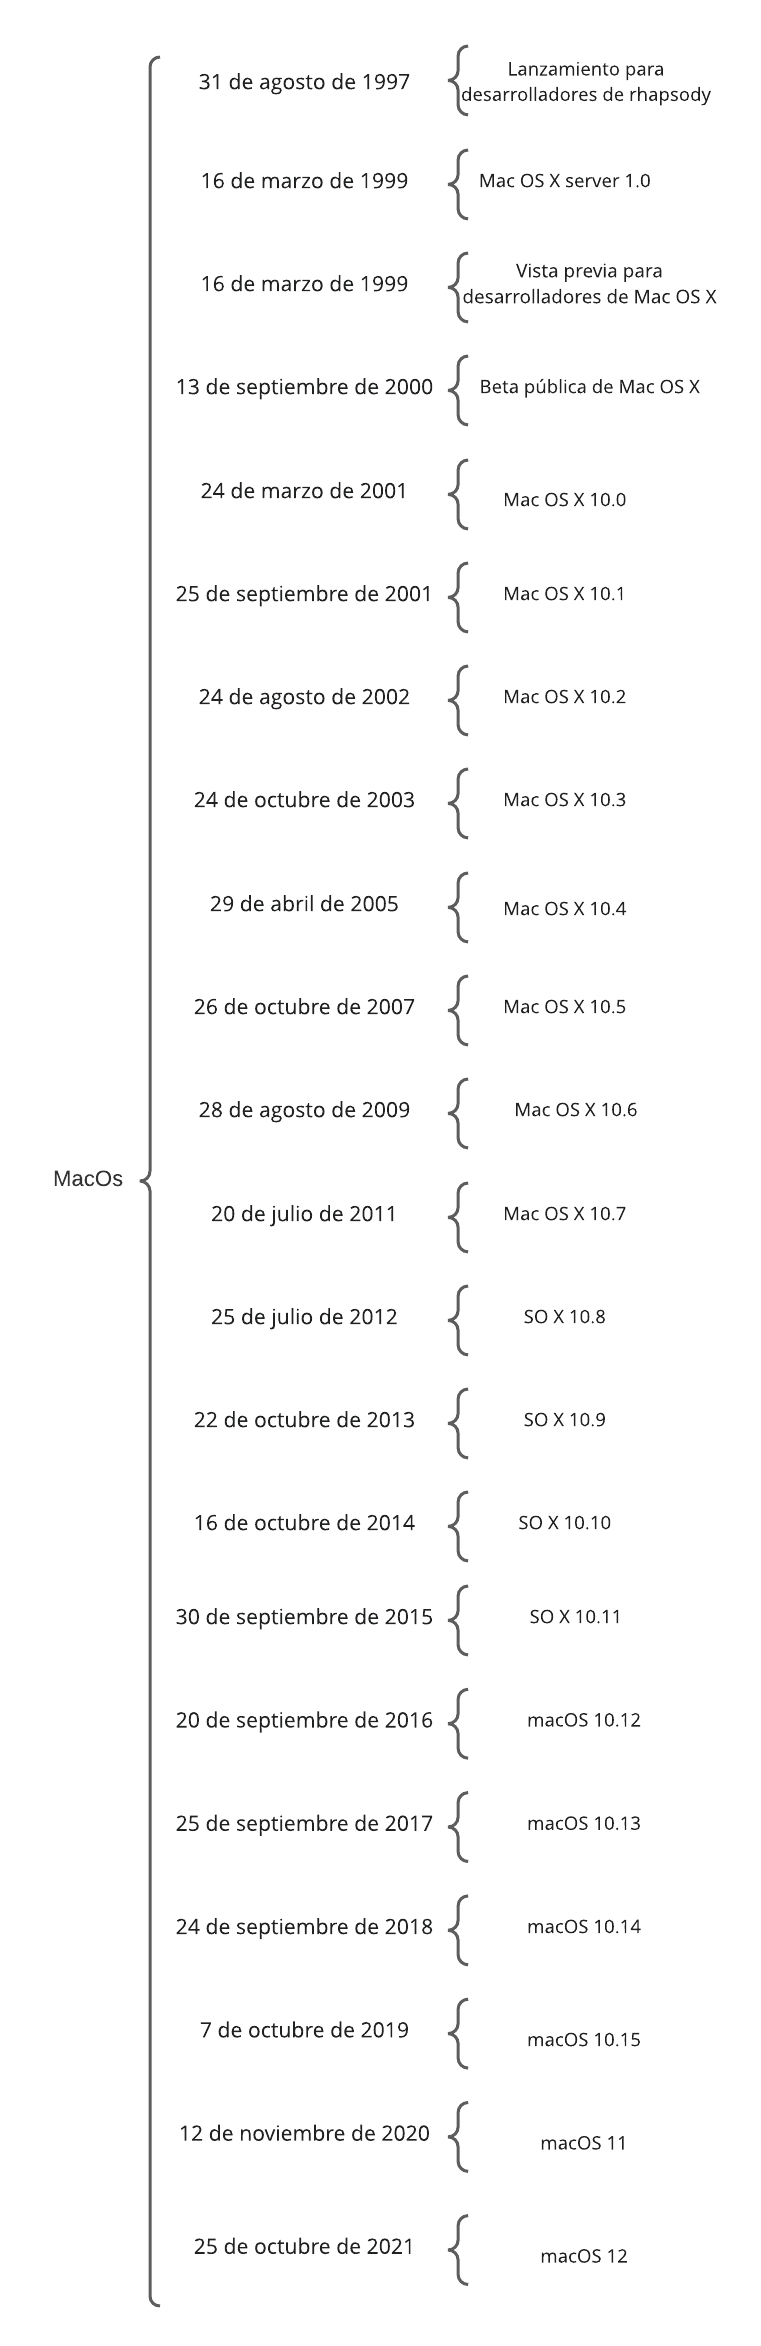 31 de agosto de 1997
Lanzamiento para
desarrolladores de rhapsody
16 de marzo de 1999
Mac OS X server 1.0
16 de marzo de 1999
Vista previa para
desarrolladores de Mac OS X
13 de septiembre de 2000
Beta pública de Mac OS X
24 de marzo de 2001
Mac OS X 10.0
25 de septiembre de 2001
Mac OS X 10.1
24 de agosto de 2002
Mac OS X 10.2
24 de octubre de 2003
Mac OS X 10.3
29 de abril de 2005
Mac OS X 10.4
26 de octubre de 2007
Mac OS X 10.5
28 de agosto de 2009
Mac OS X 10.6
MacOs
20 de julio de 2011
Mac OS X 10.7
25 de julio de 2012
SO X 10.8
22 de octubre de 2013
SO X 10.9
16 de octubre de 2014
SO X 10.10
30 de septiembre de 2015
SO X 10.11
20 de septiembre de 2016
macOS 10.12
25 de septiembre de 2017
macOS 10.13
24 de septiembre de 2018
macOS 10.14
7 de octubre de 2019
macOS 10.15
12 de noviembre de 2020
macOS 11
25 de octubre de 2021
macOS 12